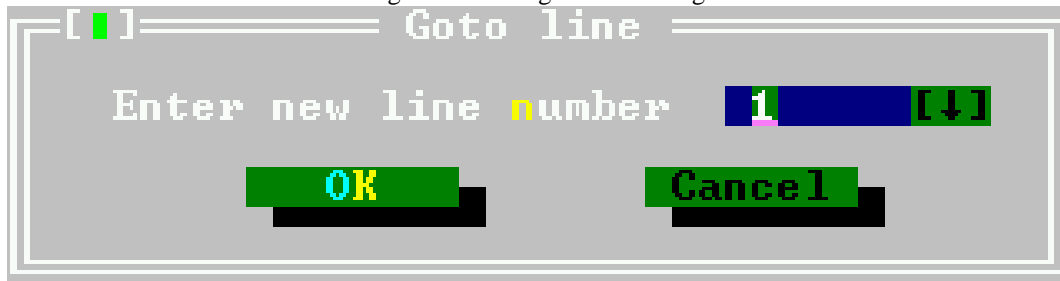 [▮] Goto line
Enter new line number 1 [↓]
OK Cancel